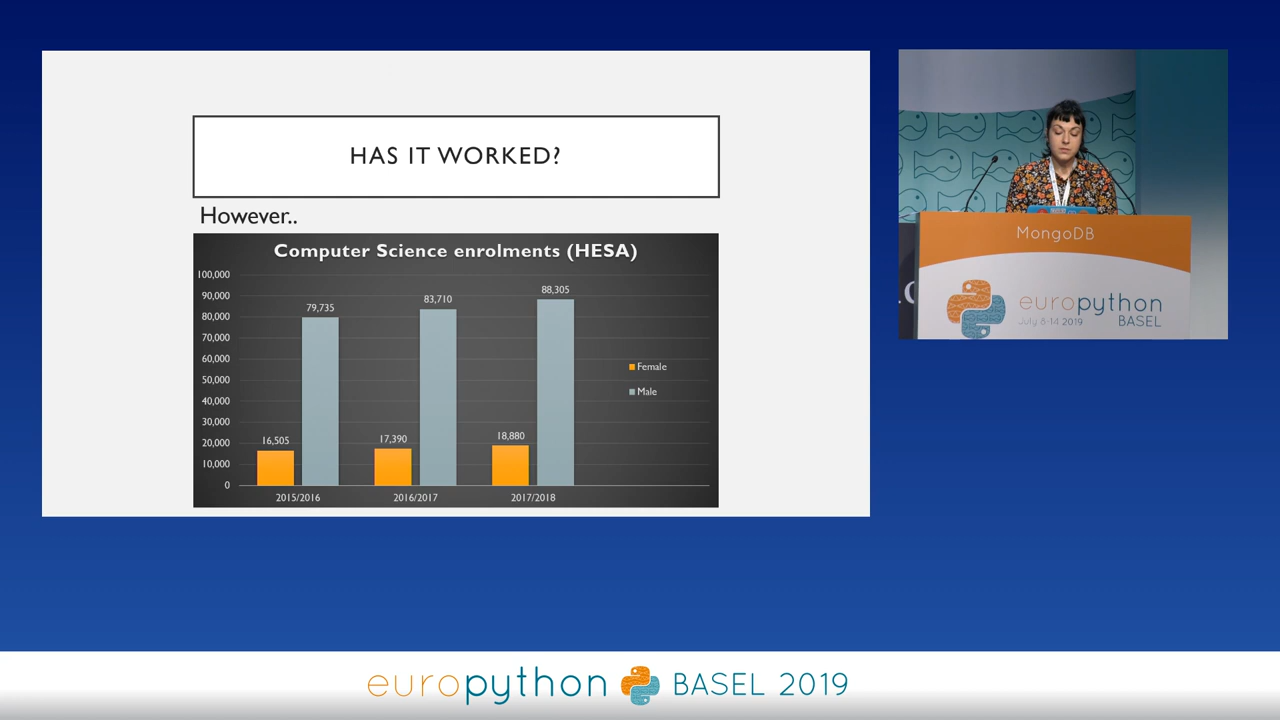 HAS IT WORKED?
However..
Computer Science enrolments (HESA)
100,000
90,000
80,000
70,000
60,000
50,000
40,000
30,000
20,000
10,000
0
16,505
79,735
17,390
83,710
18,880
88,305
2015/2016
2016/2017
2017/2018
Female
Male
MongoDB
europython
July 8-14 2019
BASEL
europython BASEL 2019